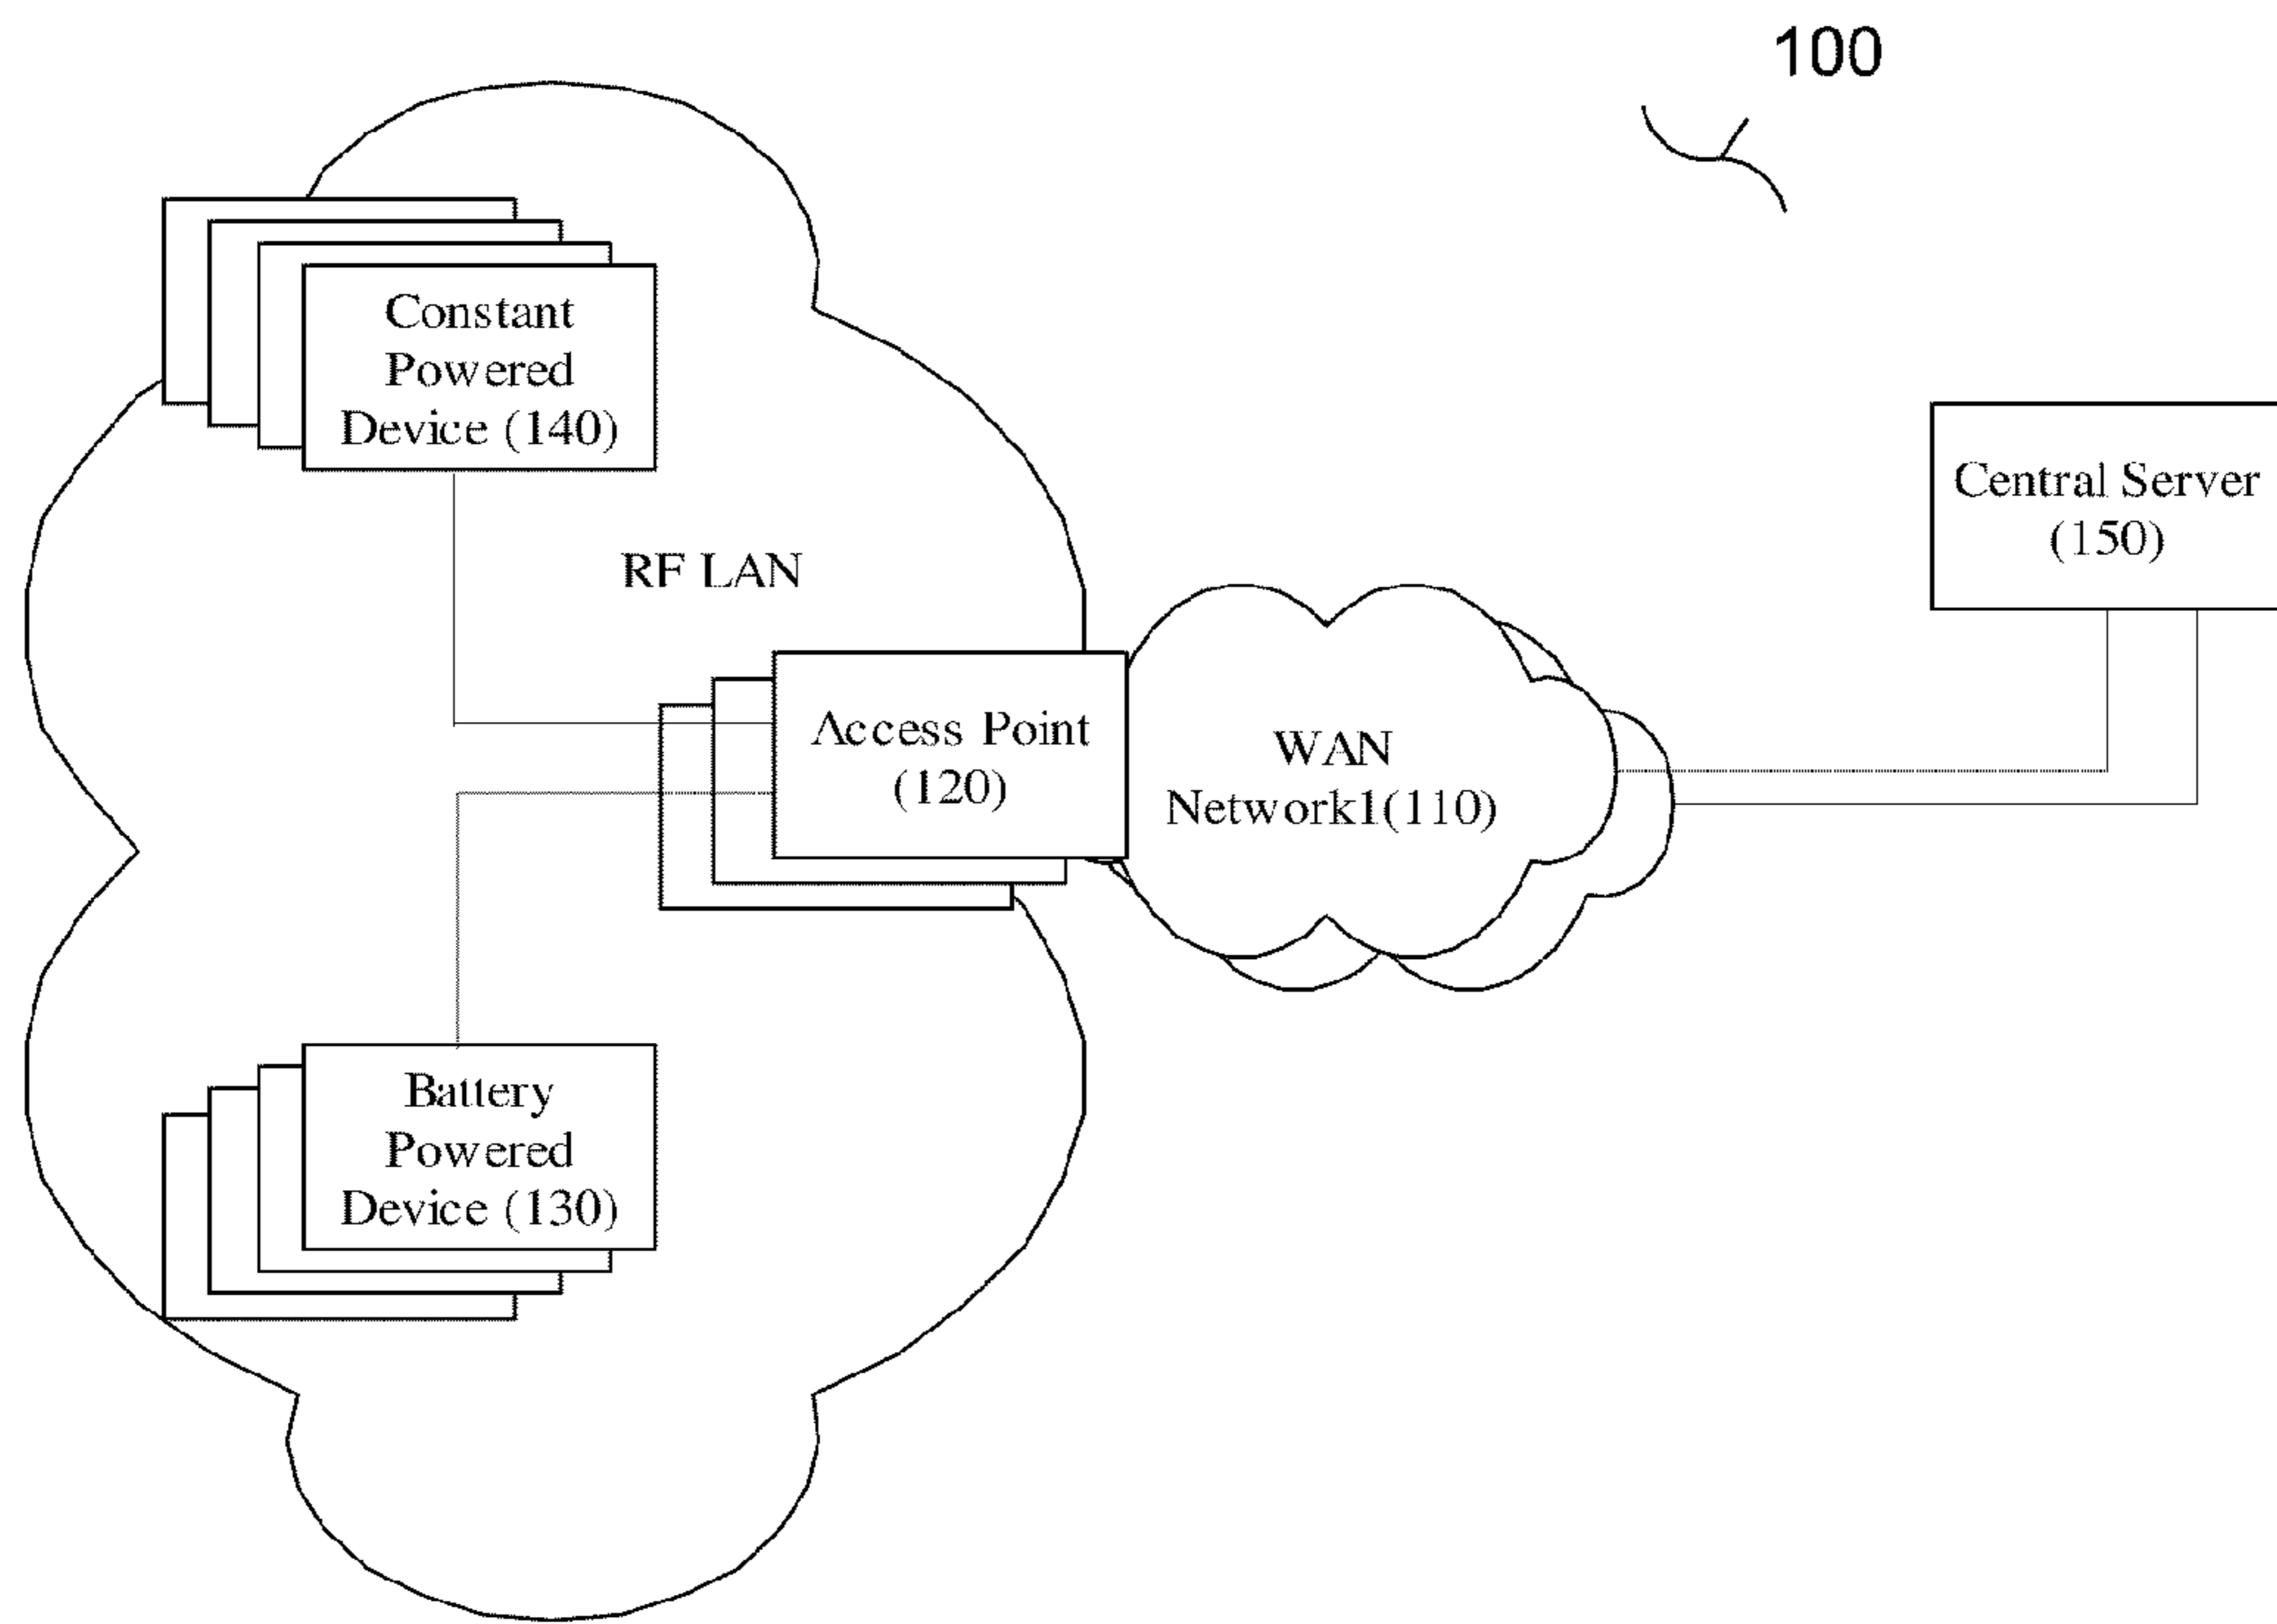 100
Constant
Powered
Device (140)
RF LAN
Central Server
(150)
Access Point
(120)
WAN
Network1(110)
Battery
Powered
Device (130)